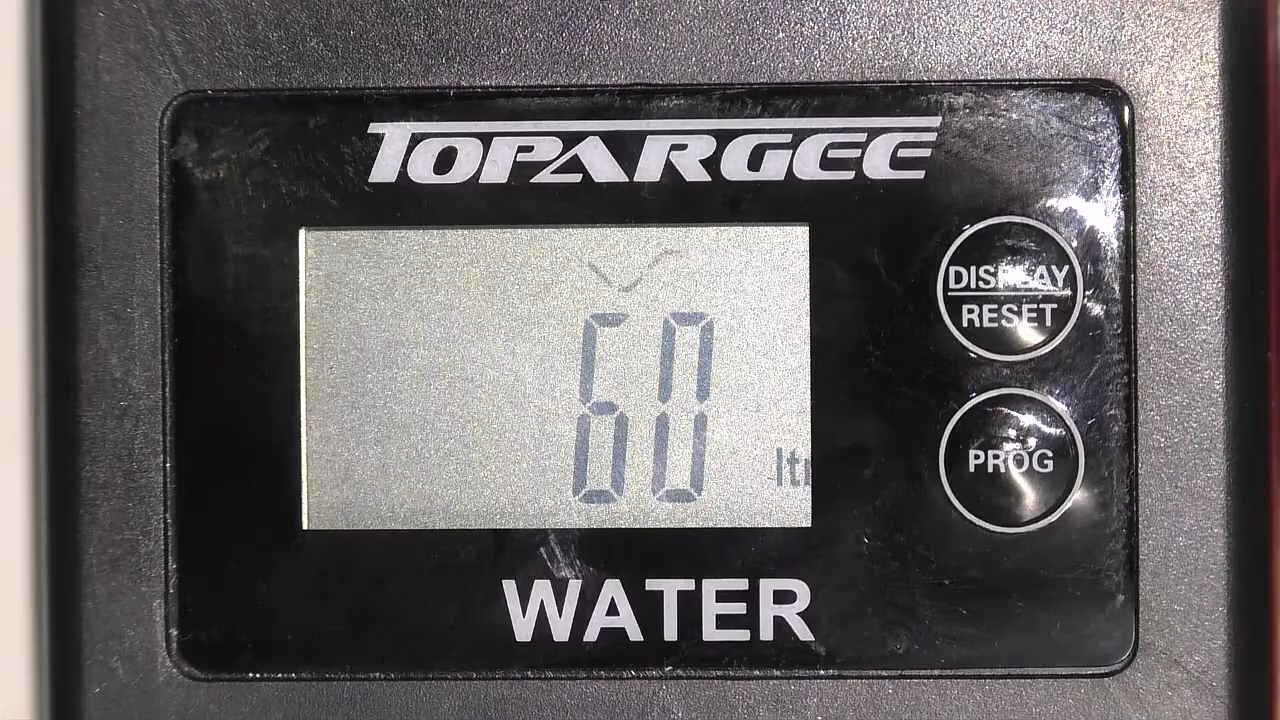 TOPARGEE
60
ltr
DISPLAY
RESET
PROG
WATER